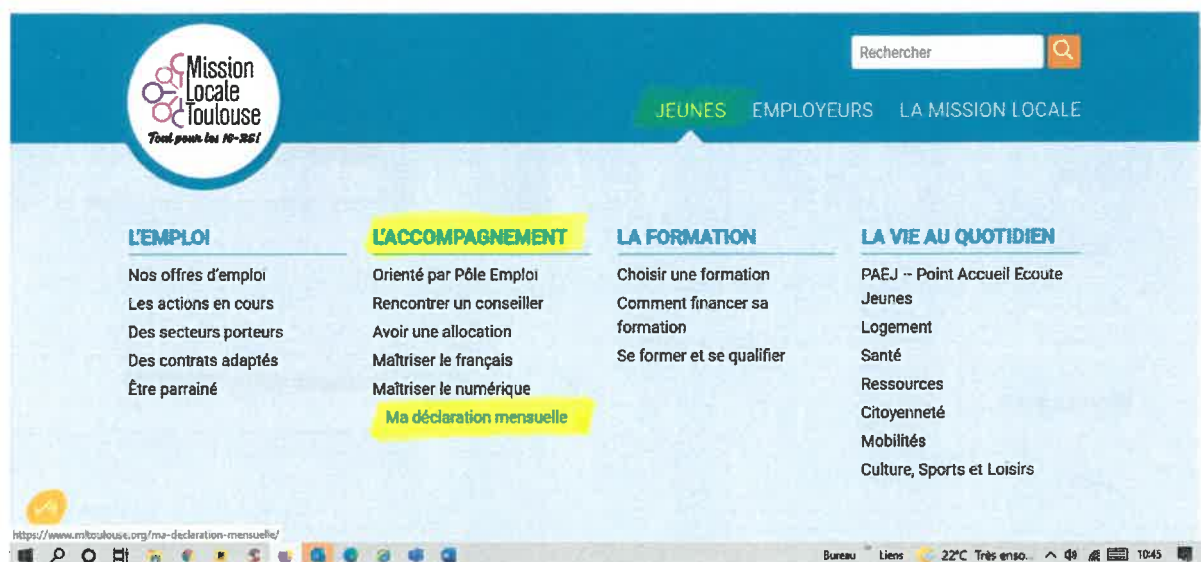 Mission
Locale
Toulouse
Tout pour les 16-25!
Rechercher
JEUNES EMPLOYEURS LA MISSION LOCALE
L'EMPLOI
Nos offres d'emploi
Les actions en cours
Des secteurs porteurs
Des contrats adaptés
Être parrainé
L'ACCOMPAGNEMENT
Orienté par Pôle Emploi
Rencontrer un conseiller
Avoir une allocation
Maîtriser le français
Maîtriser le numérique
Ma déclaration mensuelle
LA FORMATION
Choisir une formation
Comment financer sa
formation
Se former et se qualifier
LA VIE AU QUOTIDIEN
PAEJ – Point Accueil Ecoute
Jeunes
Logement
Santé
Ressources
Citoyenneté
Mobilités
Culture, Sports et Loisirs
https://www.mltoulouse.org/ma-declaration-mensuelle/
Bureau Liens 22°C Très enso... 10:45